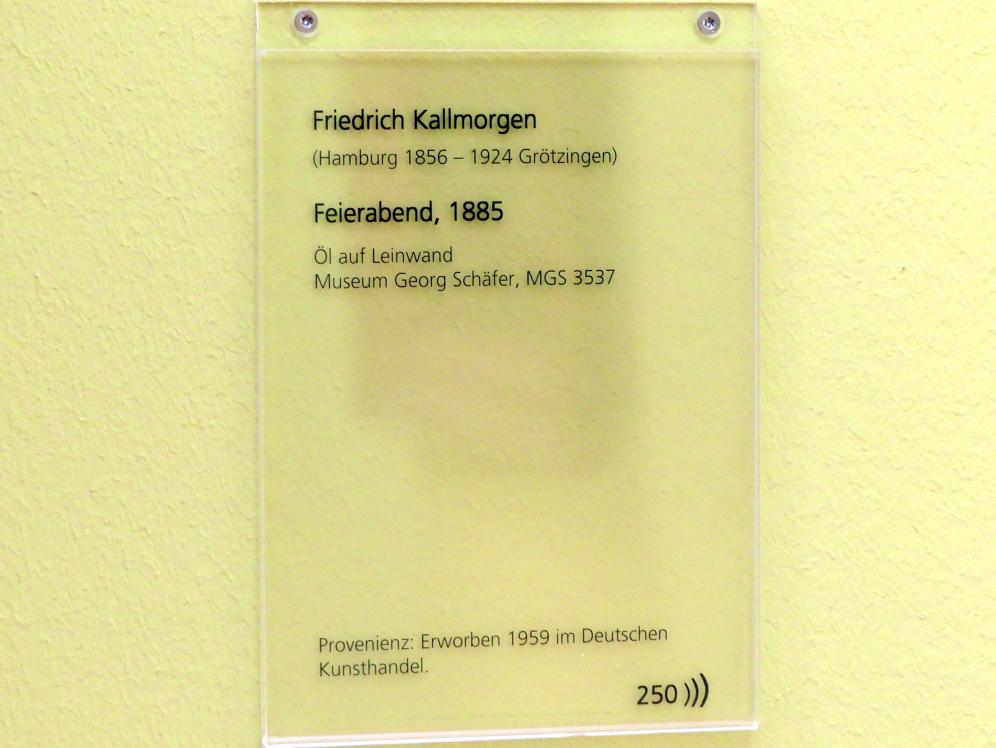 Friedrich Kallmorgen
(Hamburg 1856 – 1924 Grötzingen)
Feierabend, 1885
Öl auf Leinwand
Museum Georg Schäfer, MGS 3537
Provenienz: Erworben 1959 im Deutschen
Kunsthandel.
250